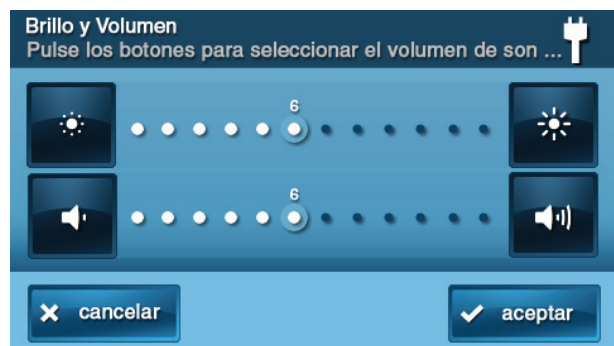 Brillo y Volumen
Pulse los botones para seleccionar el volumen de son ...
6
6
cancelar
aceptar